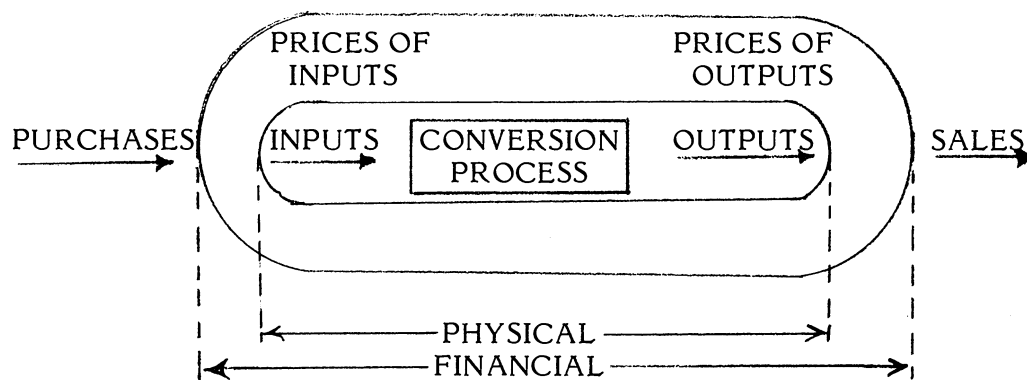 PRICES OF
INPUTS
PRICES OF
OUTPUTS
PURCHASES
INPUTS
CONVERSION
PROCESS
OUTPUTS
SALES
PHYSICAL
FINANCIAL